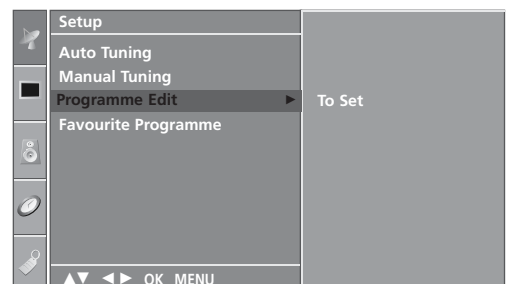 Setup
Auto Tuning
Manual Tuning
Programme Edit ► To Set
Favourite Programme
▲▼ ◄► OK MENU